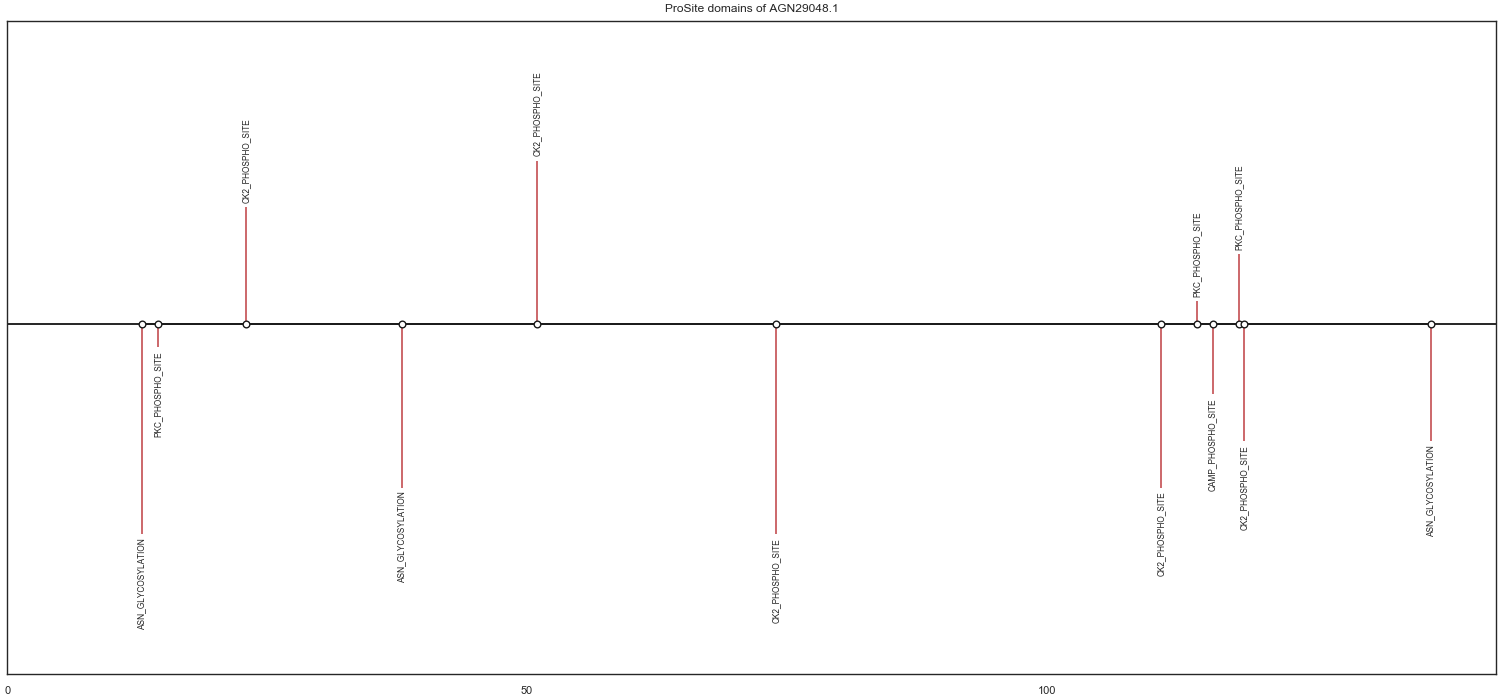 ProSite domains of AGN29048.1
ASN_GLYCOSYLATION
PKC_PHOSPHO_SITE
CK2_PHOSPHO_SITE
ASN_GLYCOSYLATION
CK2_PHOSPHO_SITE
CK2_PHOSPHO_SITE
CK2_PHOSPHO_SITE
PKC_PHOSPHO_SITE
CAMP_PHOSPHO_SITE
PKC_PHOSPHO_SITE
CK2_PHOSPHO_SITE
ASN_GLYCOSYLATION
0
50
100